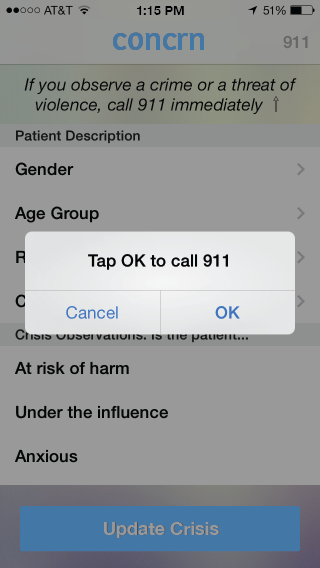 AT&T 1:15 PM 51%
concrn 911
If you observe a crime or a threat of
violence, call 911 immediately ⇧
Patient Description
Gender
Age Group
R
Tap OK to call 911
C
Cancel OK
Crisis Observations: Is the patient...
At risk of harm
Under the influence
Anxious
Update Crisis